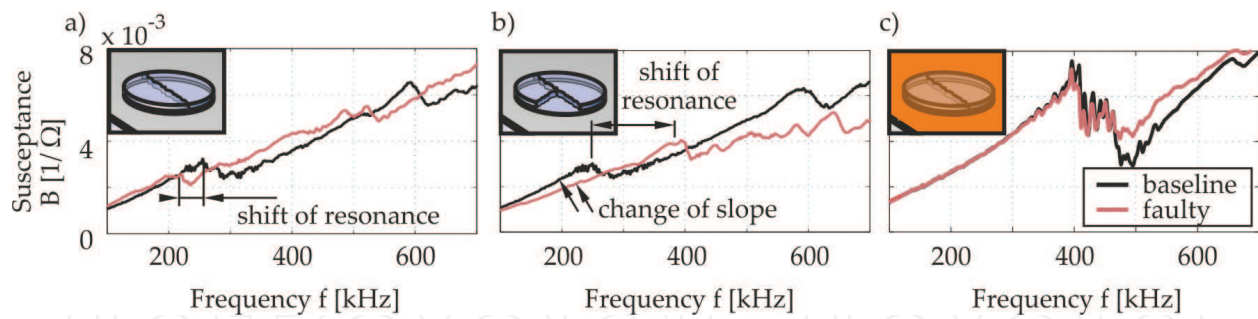 a)
b)
c)
x 10⁻³
8
4
0
Susceptance
B [1/Ω]
shift of resonance
200
400
600
Frequency f [kHz]
shift of
resonance
change of slope
200
400
600
Frequency f [kHz]
baseline
faulty
200
400
600
Frequency f [kHz]